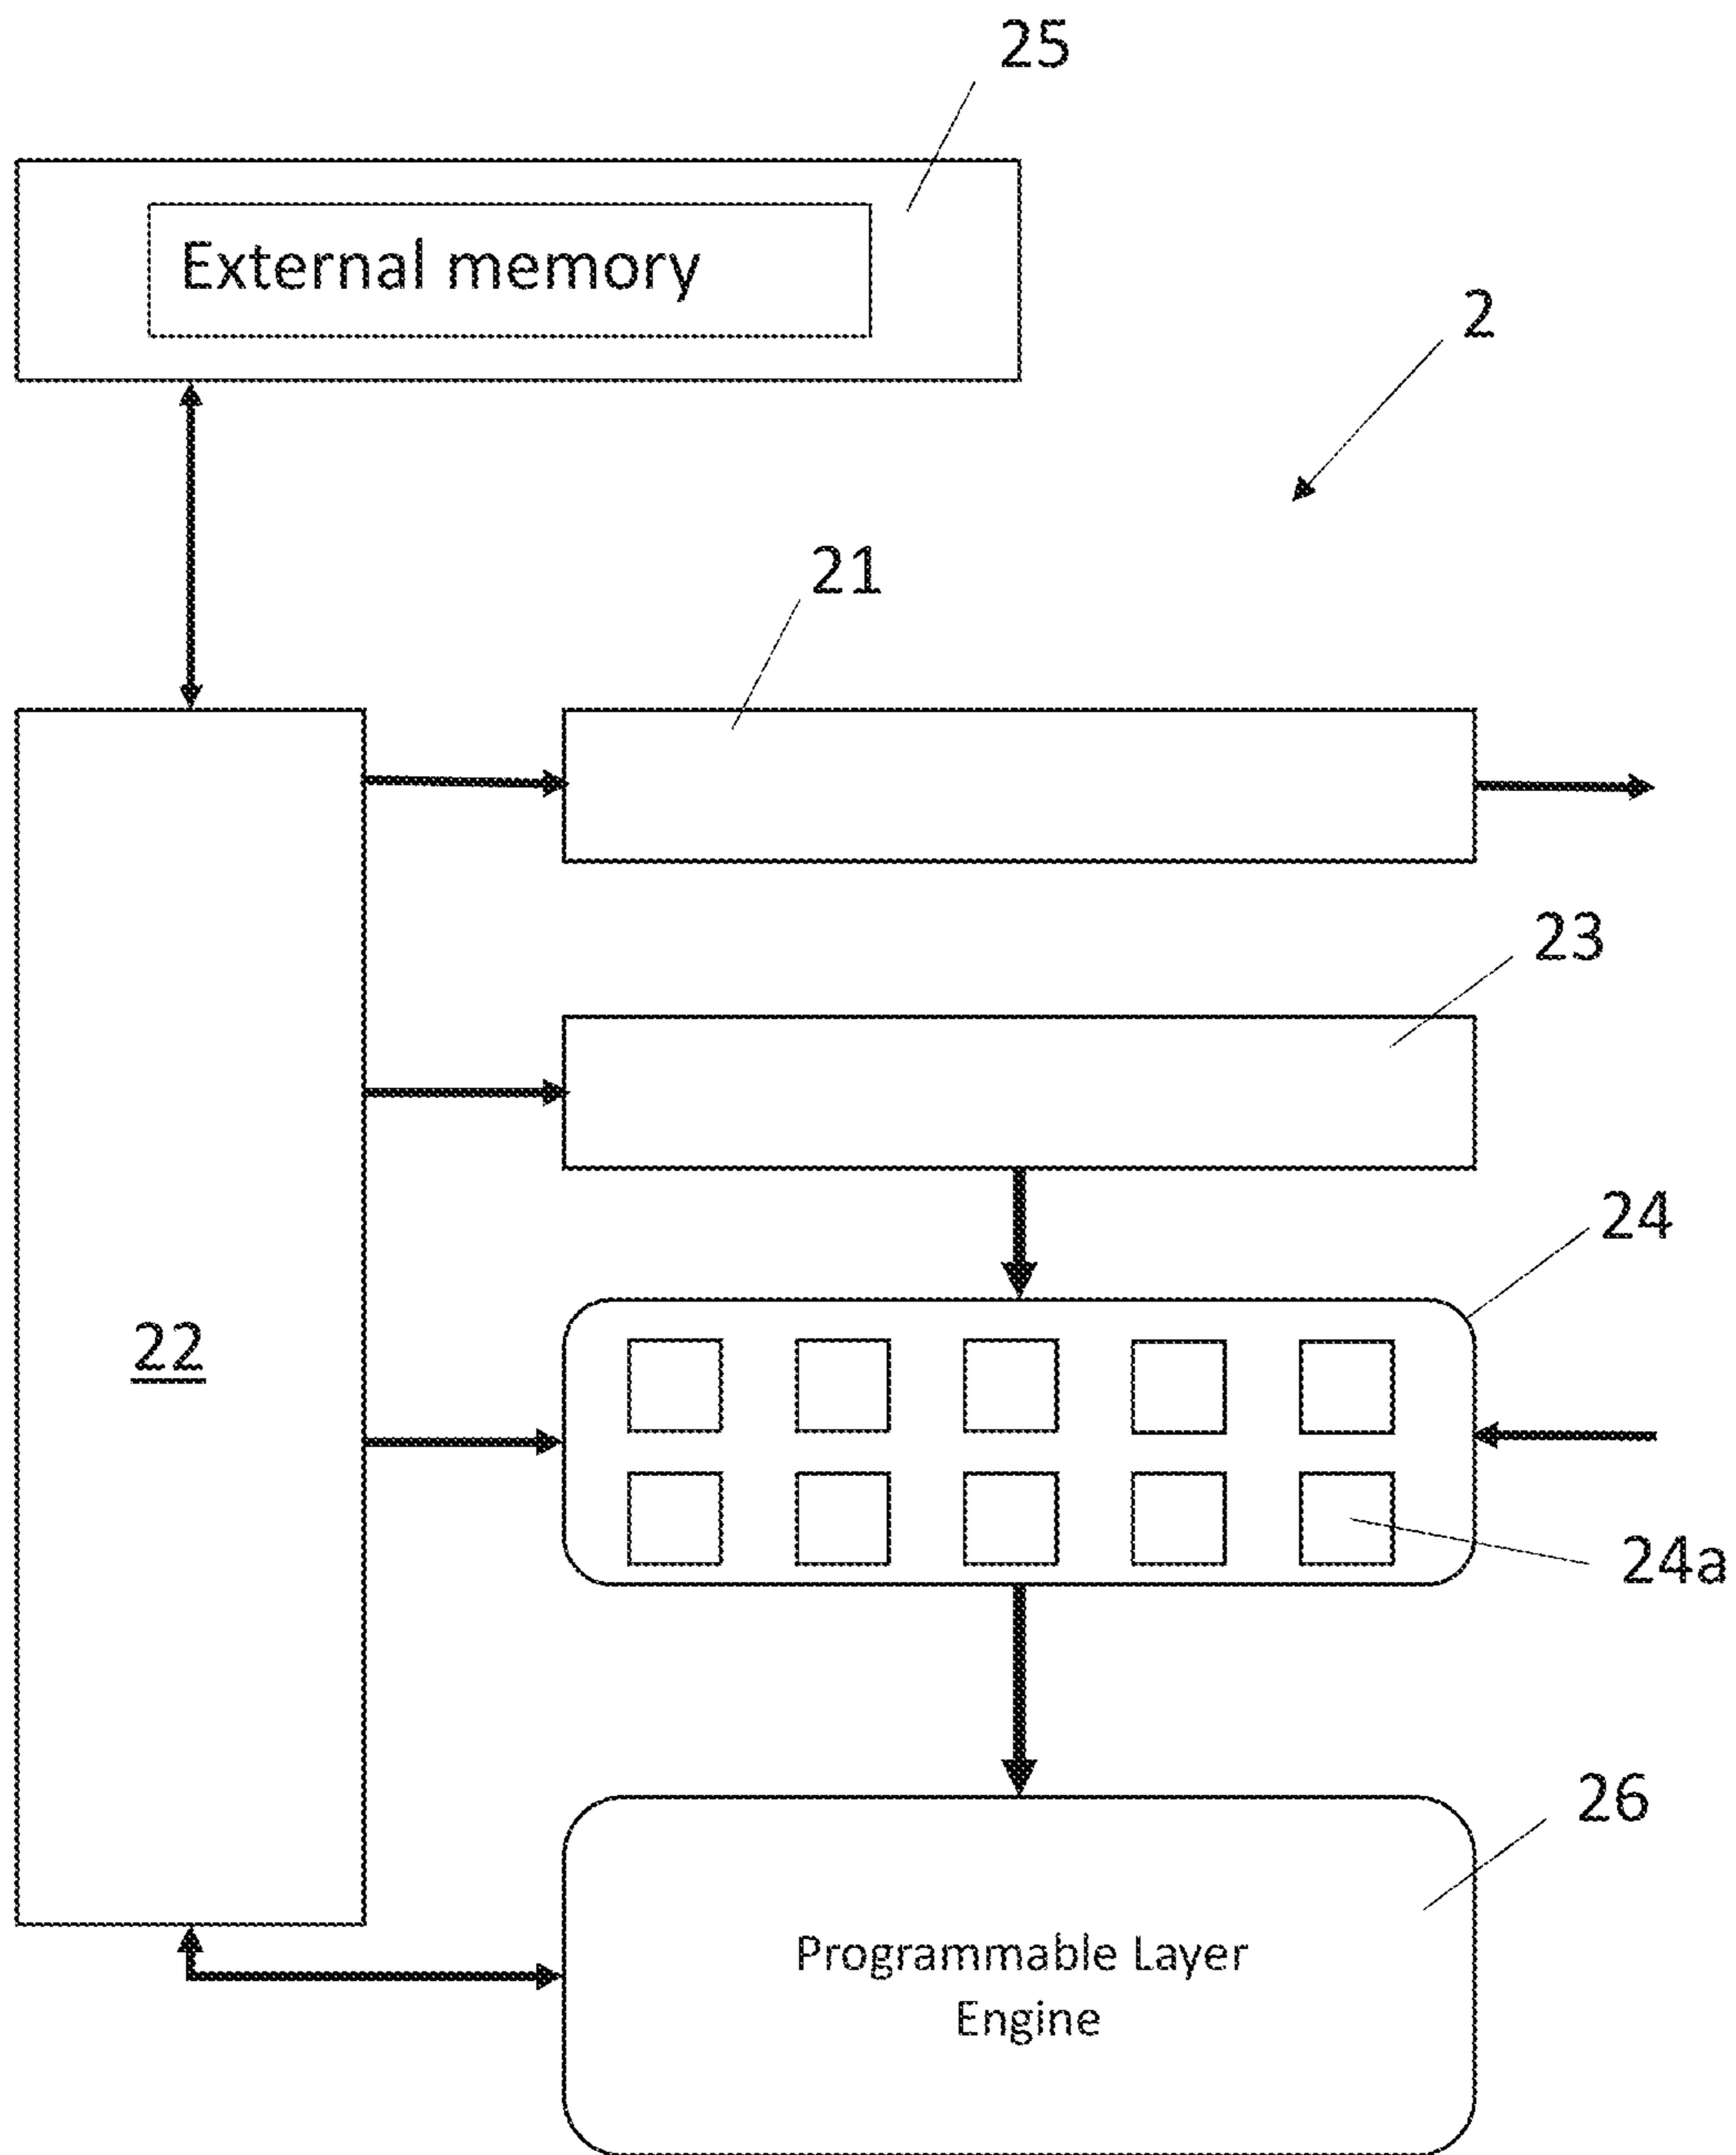 25
External memory
2
21
23
24
22
24a
26
Programmable Layer
Engine